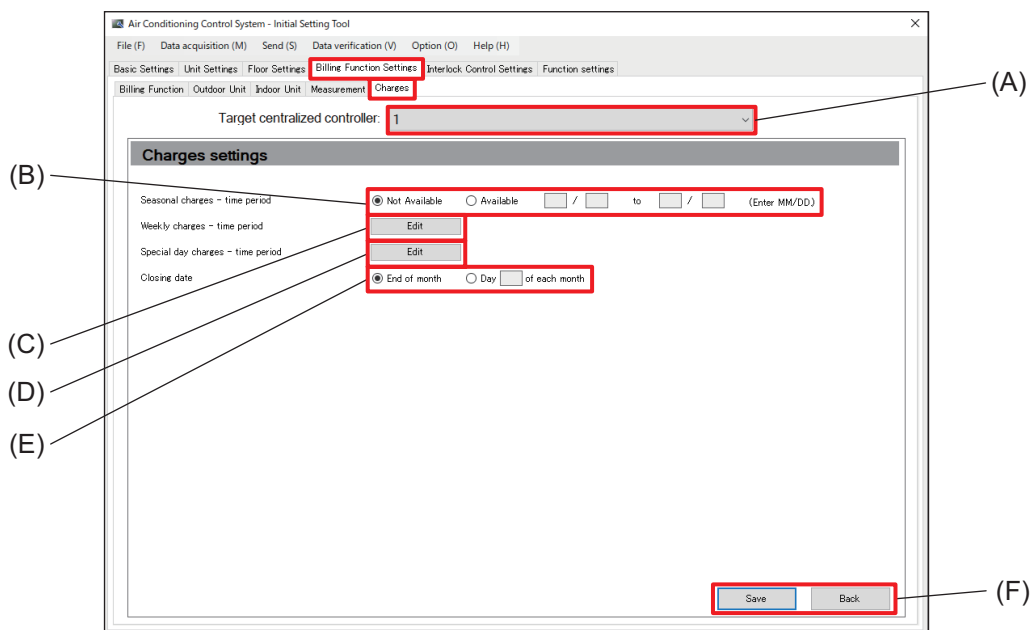 Air Conditioning Control System - Initial Setting Tool
File (F) Data acquisition (M) Send (S) Data verification (V) Option (O) Help (H)
Basic Settings Unit Settings Floor Settings Billing Function Settings Interlock Control Settings Function settings
Billing Function Outdoor Unit Indoor Unit Measurement Charges
(A)
Target centralized controller: 1
Charges settings
(B)
Seasonal charges - time period Not Available Available / to / (Enter MM/DD)
Weekly charges - time period Edit
Special day charges - time period Edit
Closing date End of month Day of each month
(C)
(D)
(E)
Save Back
(F)